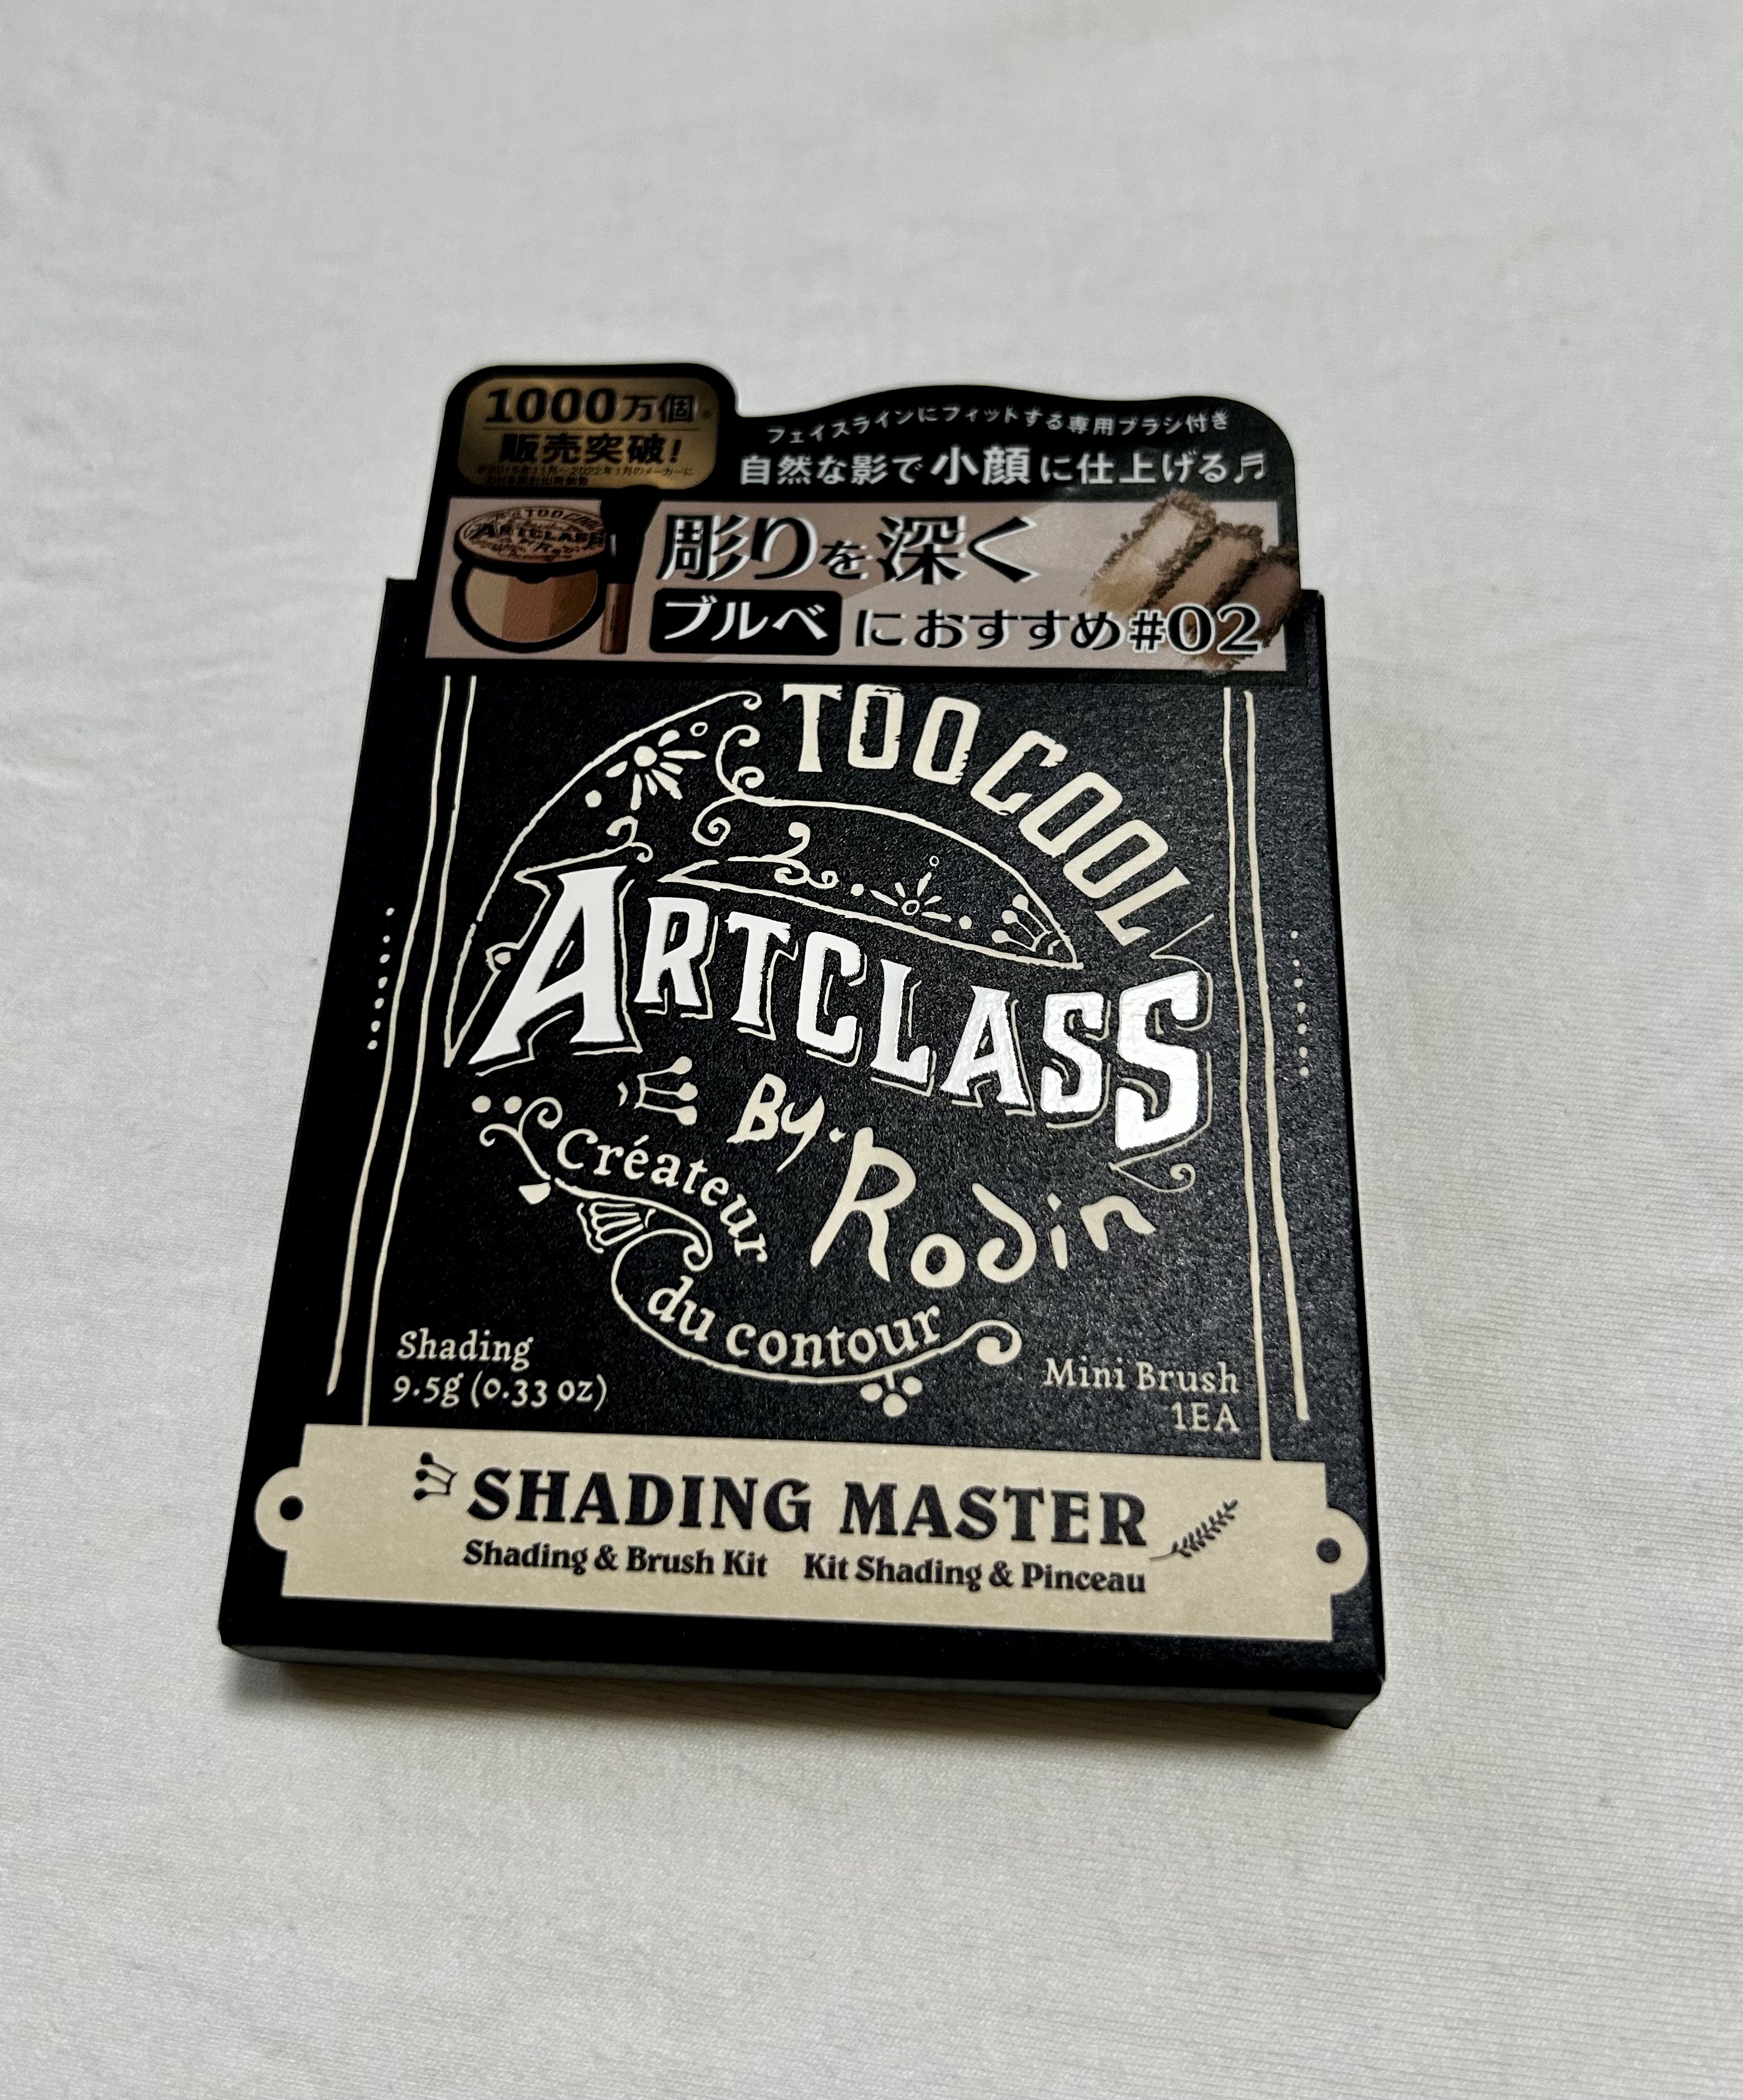 1000万個
販売突破!
フェイスラインにフィットする専用ブラシ付き
自然な影で小顔に仕上げる♬
彫りを深く
ブルべにおすすめ#02
TOO COOL
ARTCLASS
By. Rodin
Créateur
du contour
Shading
9.5g (0.33 oz)
Mini Brush
1EA
SHADING MASTER
Shading & Brush Kit Kit Shading & Pinceau